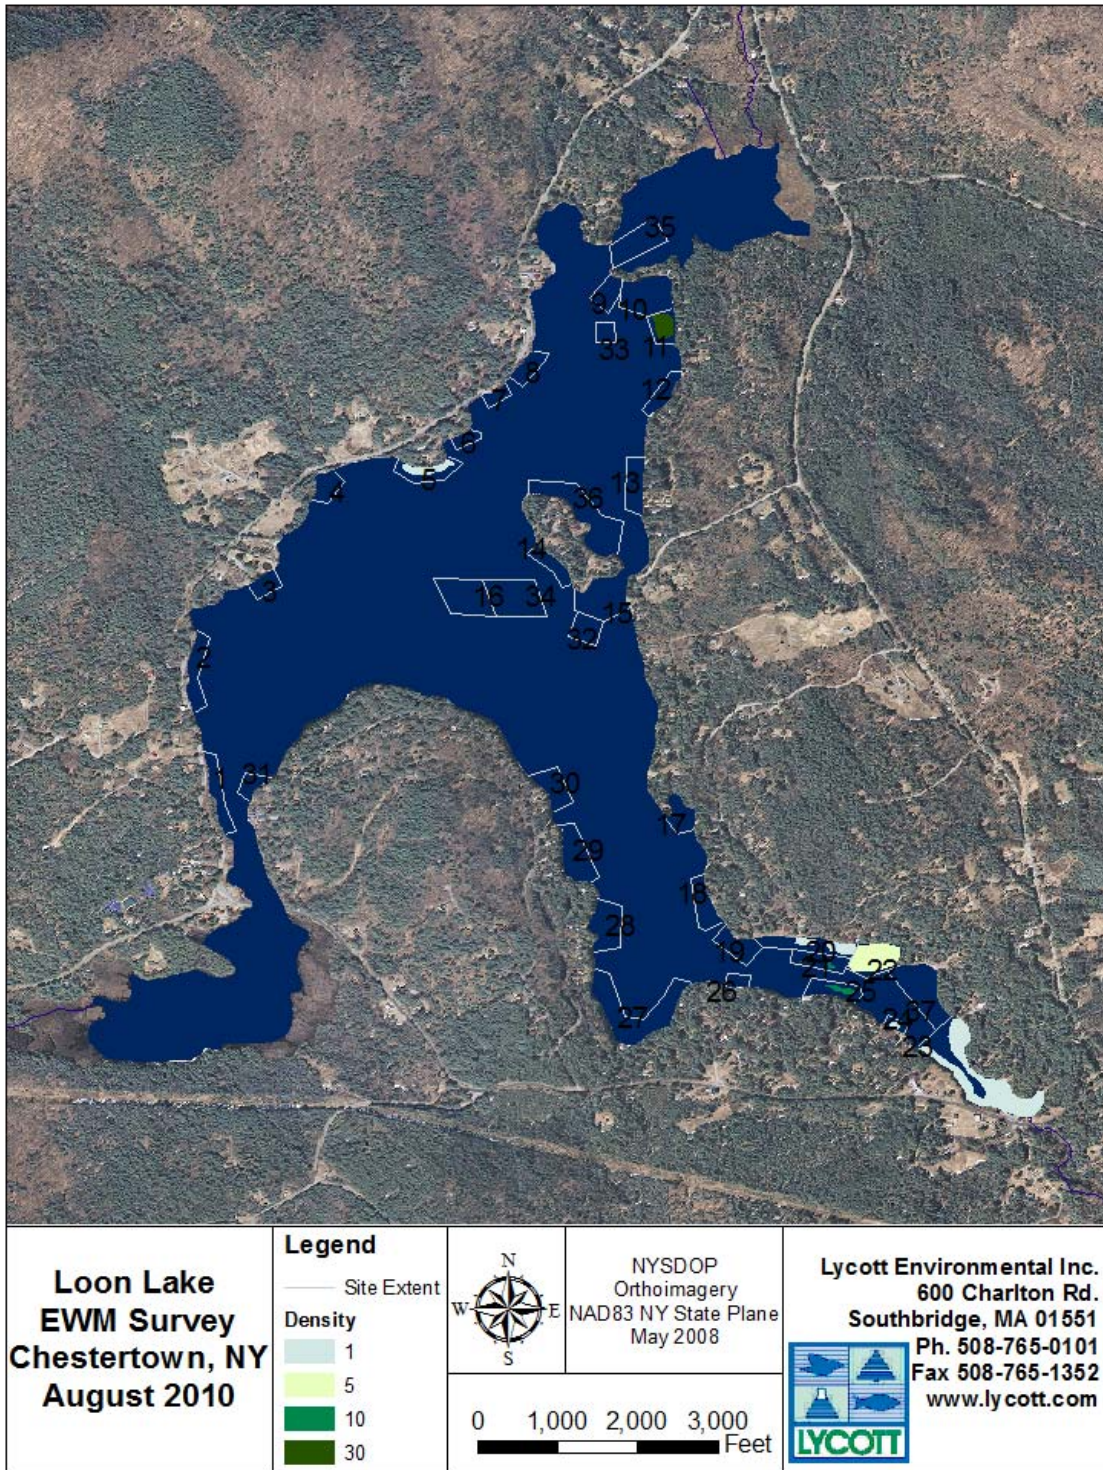 35
9
10
33
11
8
12
7
6
5
13
4
36
14
3
16
34
15
32
2
31
1
30
17
29
18
28
19
20
21
22
26
25
27
37
24
23
Loon Lake
EWM Survey
Chestertown, NY
August 2010
Legend
Site Extent
Density
1
5
10
30
N
W
E
S
NYSDOP
Orthoimagery
NAD83 NY State Plane
May 2008
0 1,000 2,000 3,000
Feet
Lycott Environmental Inc.
600 Charlton Rd.
Southbridge, MA 01551
Ph. 508-765-0101
Fax 508-765-1352
www.lycott.com
LYCOTT